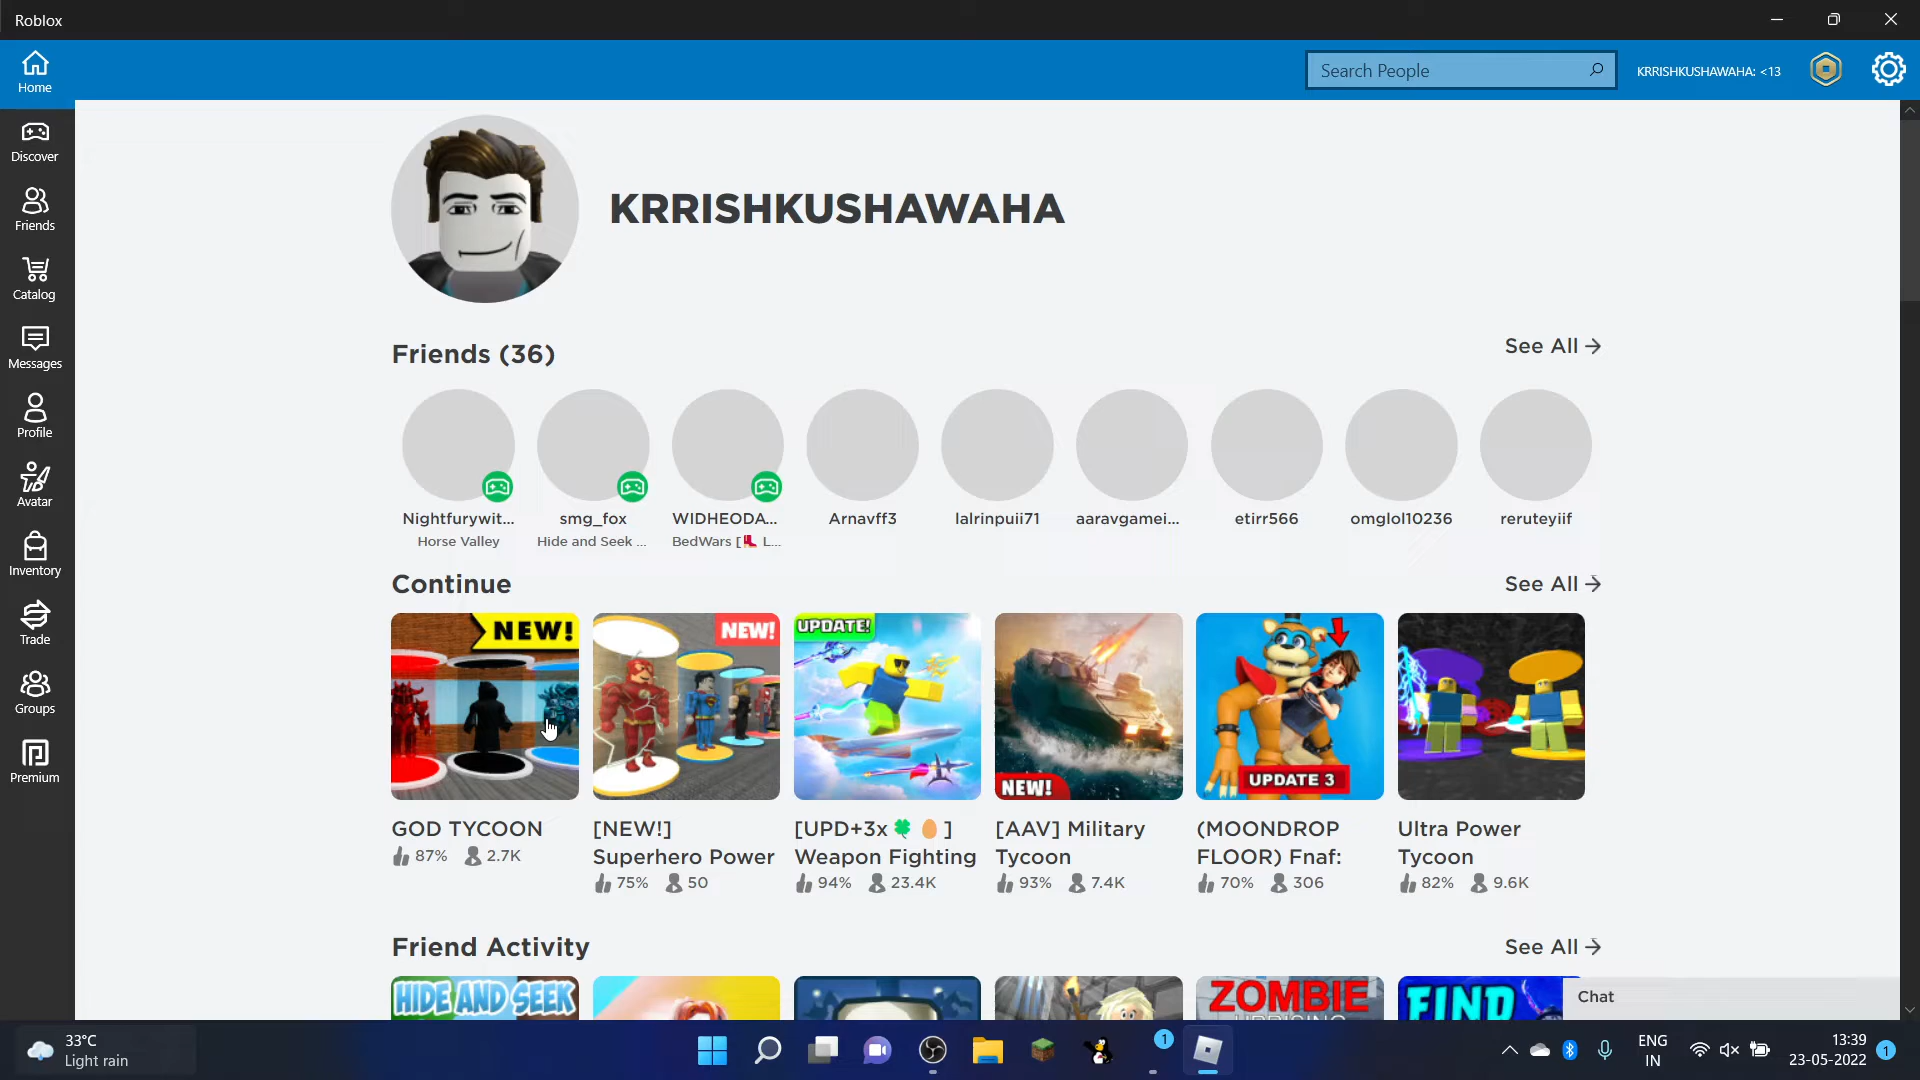 Roblox
Home
Search People
KRRISHKUSHAWAHA: <13
Discover
Friends
Catalog
Messages
Profile
Avatar
Inventory
Trade
Groups
Premium
KRRISHKUSHAWAHA
Friends (36)
See All
Nightfurywit...
Horse Valley
smg_fox
Hide and Seek ...
WIDHEODA...
BedWars [👢 L...
Arnavff3
lalrinpuii71
aaravgamei...
etirr566
omglol10236
reruteyiif
Continue
See All
NEW!
NEW!
UPDATE!
NEW!
UPDATE 3
GOD TYCOON
87% 2.7K
[NEW!]
Superhero Power
75% 50
[UPD+3x 🍀 🥚 ]
Weapon Fighting
94% 23.4K
[AAV] Military
Tycoon
93% 7.4K
(MOONDROP
FLOOR) Fnaf:
70% 306
Ultra Power
Tycoon
82% 9.6K
Friend Activity
See All
HIDE AND SEEK
ZOMBIE
UPRISING
FIND
Chat
33°C
Light rain
1
ENG
IN
13:39
23-05-2022
1